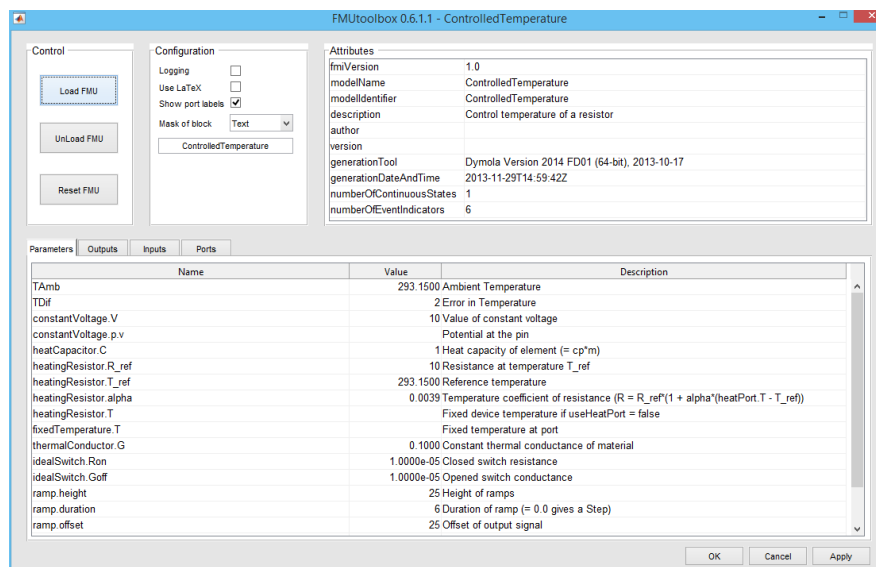 FMUtoolbox 0.6.1.1 - ControlledTemperature
Control
Load FMU
UnLoad FMU
Reset FMU
Configuration
Logging
Use LaTeX
Show port labels
Mask of block Text
ControlledTemperature
Attributes
fmiVersion 1.0
modelName ControlledTemperature
modelIdentifier ControlledTemperature
description Control temperature of a resistor
author
version
generationTool Dymola Version 2014 FD01 (64-bit), 2013-10-17
generationDateAndTime 2013-11-29T14:59:42Z
numberOfContinuousStates 1
numberOfEventIndicators 6
Parameters Outputs Inputs Ports
Name Value Description
TAmb 293.1500 Ambient Temperature
TDif 2 Error in Temperature
constantVoltage.V 10 Value of constant voltage
constantVoltage.p.v Potential at the pin
heatCapacitor.C 1 Heat capacity of element (= cp*m)
heatingResistor.R_ref 10 Resistance at temperature T_ref
heatingResistor.T_ref 293.1500 Reference temperature
heatingResistor.alpha 0.0039 Temperature coefficient of resistance (R = R_ref*(1 + alpha*(heatPort.T - T_ref))
heatingResistor.T Fixed device temperature if useHeatPort = false
fixedTemperature.T Fixed temperature at port
thermalConductor.G 0.1000 Constant thermal conductance of material
idealSwitch.Ron 1.0000e-05 Closed switch resistance
idealSwitch.Goff 1.0000e-05 Opened switch conductance
ramp.height 25 Height of ramps
ramp.duration 6 Duration of ramp (= 0.0 gives a Step)
ramp.offset 25 Offset of output signal
OK Cancel Apply